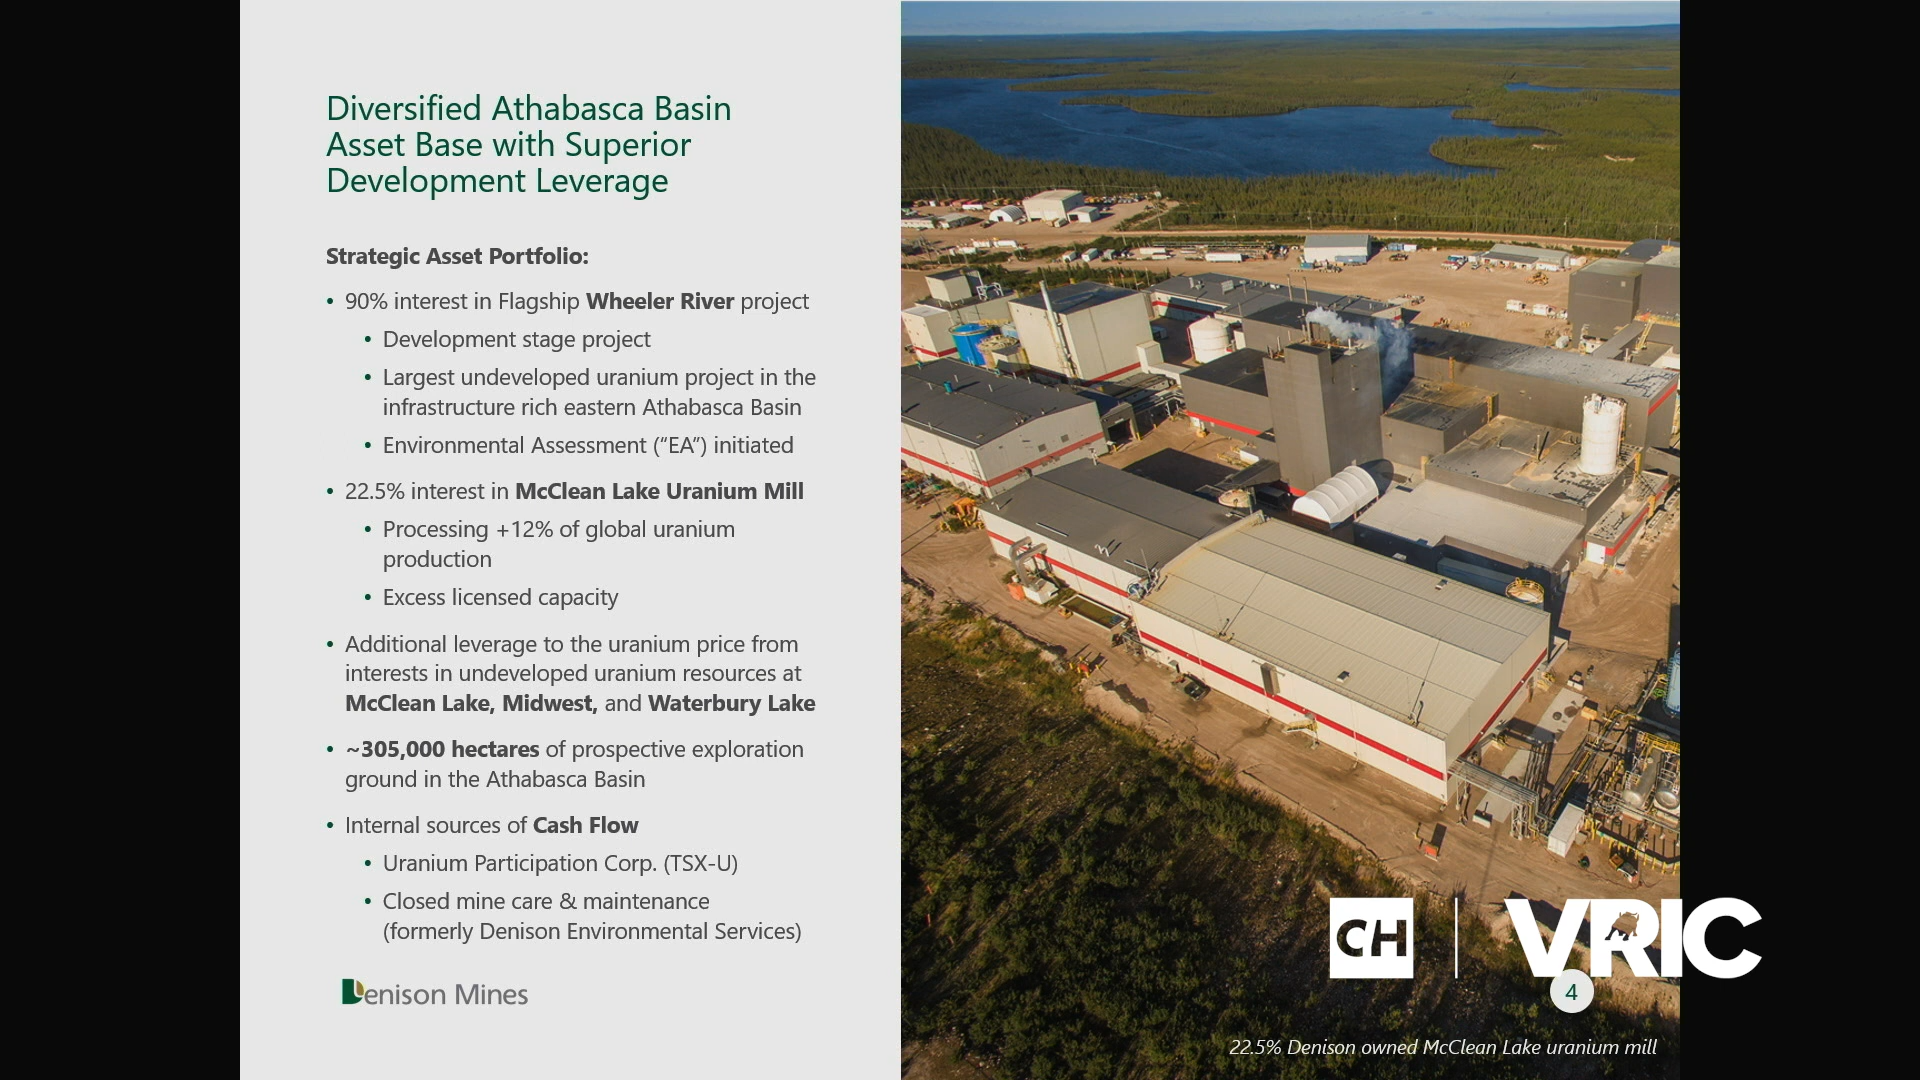 Diversified Athabasca Basin
Asset Base with Superior
Development Leverage
Strategic Asset Portfolio:
• 90% interest in Flagship Wheeler River project
• Development stage project
• Largest undeveloped uranium project in the
infrastructure rich eastern Athabasca Basin
• Environmental Assessment (“EA”) initiated
• 22.5% interest in McClean Lake Uranium Mill
• Processing +12% of global uranium
production
• Excess licensed capacity
• Additional leverage to the uranium price from
interests in undeveloped uranium resources at
McClean Lake, Midwest, and Waterbury Lake
• ~305,000 hectares of prospective exploration
ground in the Athabasca Basin
• Internal sources of Cash Flow
• Uranium Participation Corp. (TSX-U)
• Closed mine care & maintenance
(formerly Denison Environmental Services)
Denison Mines
CH | VRIC
4
22.5% Denison owned McClean Lake uranium mill